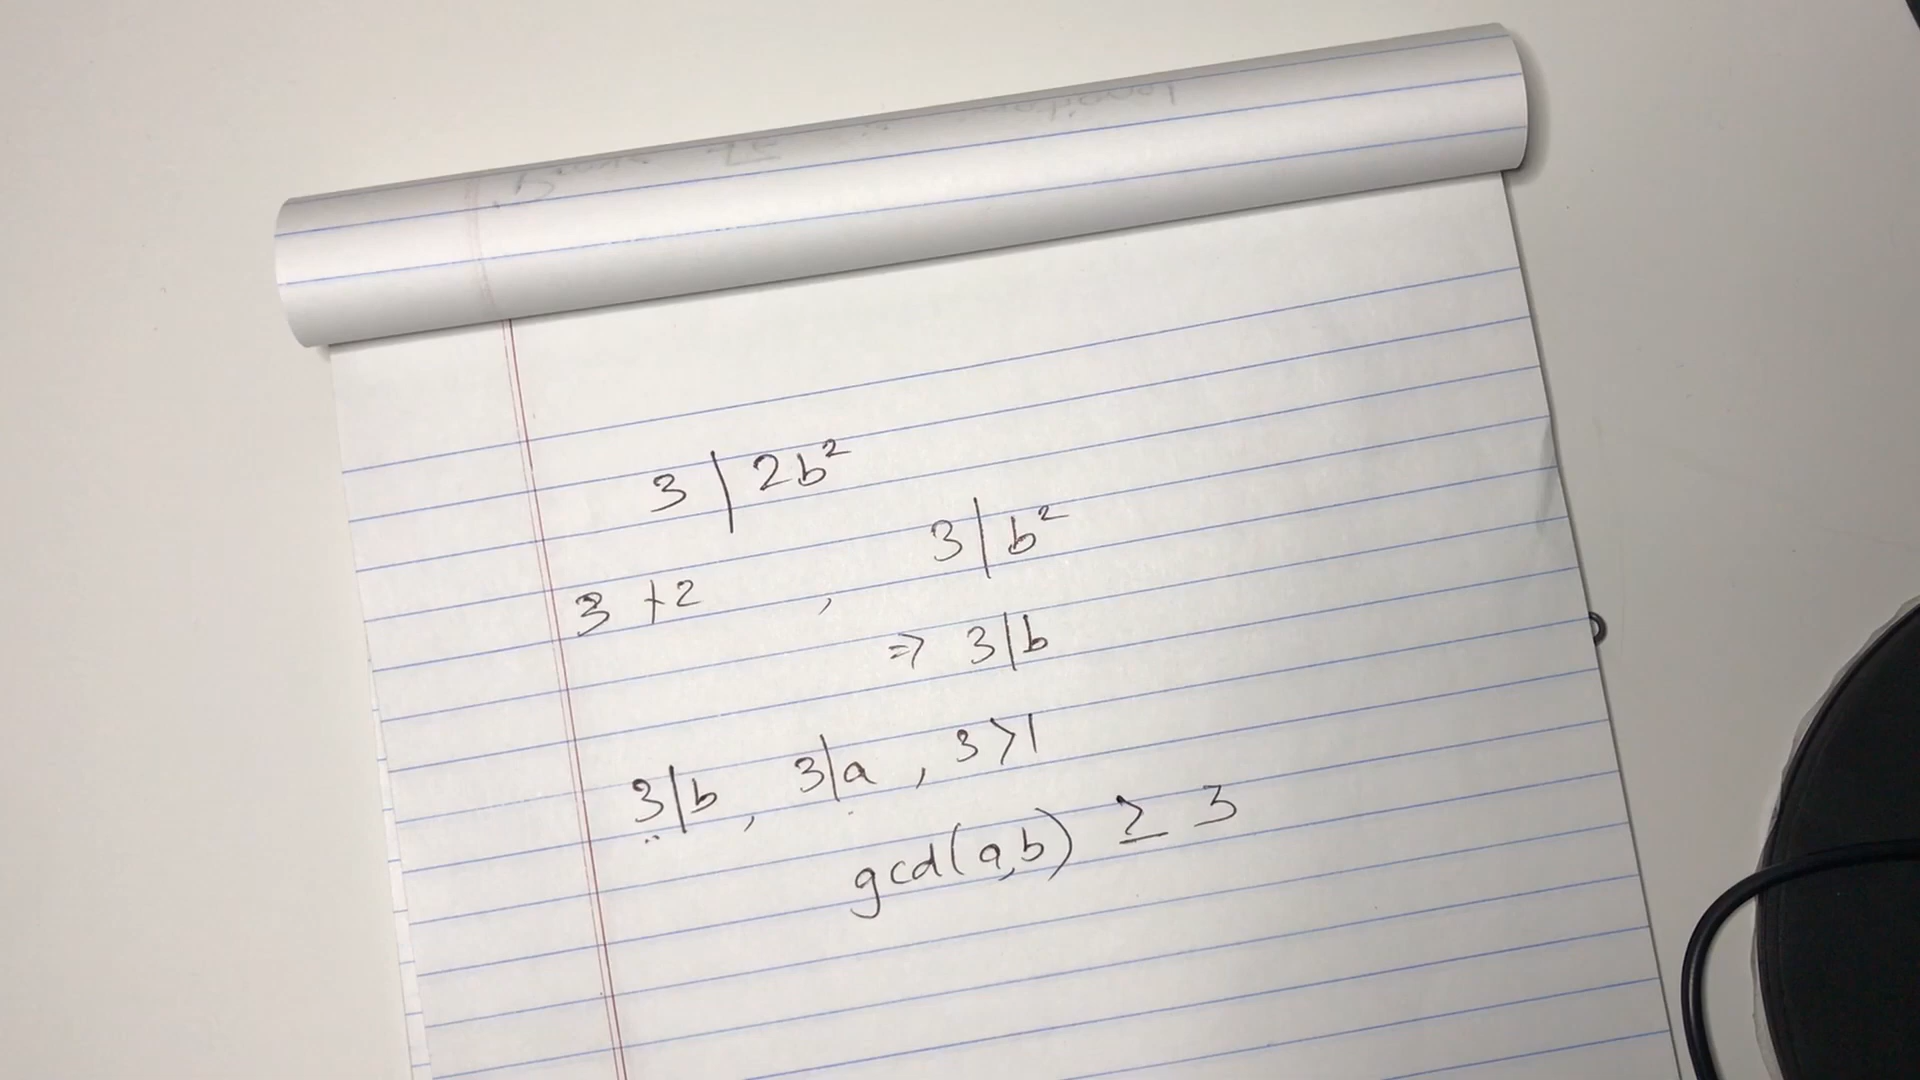 3 | 2b²
3 ∤ 2 , 3 | b²
⇒ 3 | b
3 | b , 3 | a , 3 > 1
gcd(a,b) ≥ 3